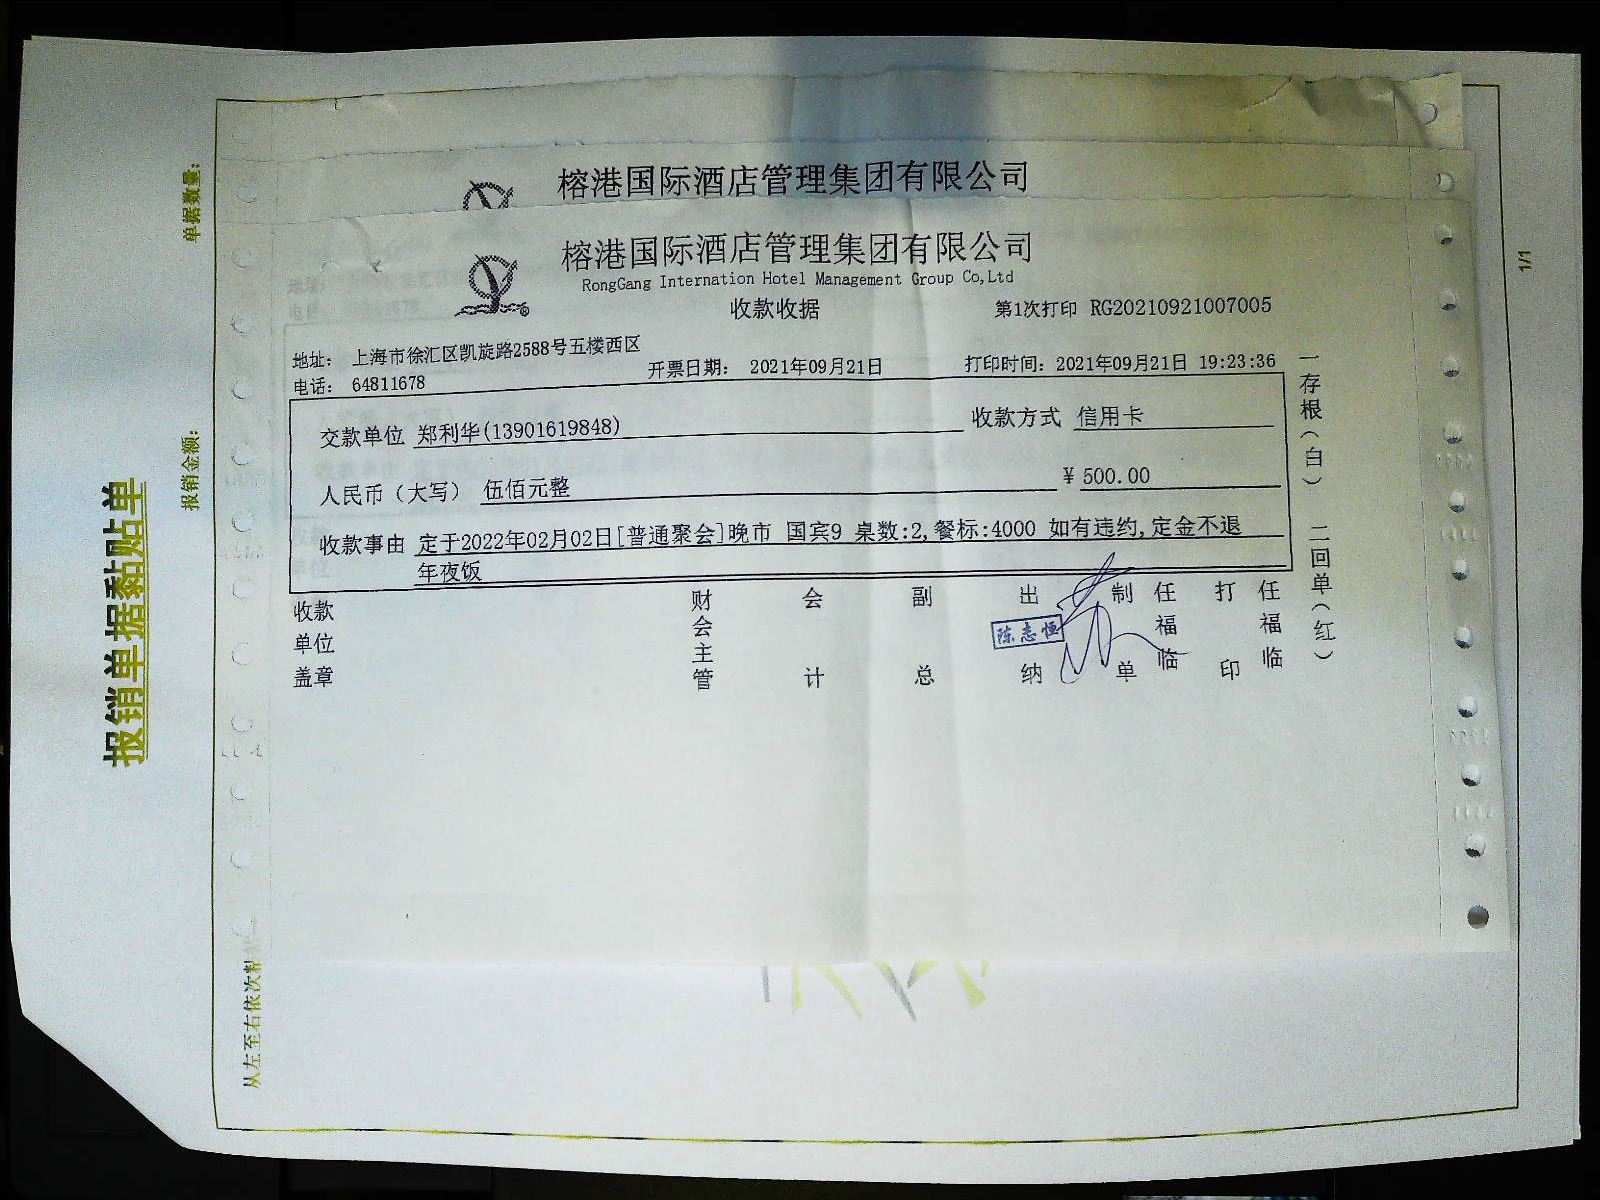 榕港国际酒店管理集团有限公司
榕港国际酒店管理集团有限公司
RongGang Internation Hotel Management Group Co,Ltd
收款收据
第1次打印 RG20210921007005
地址: 上海市徐汇区凯旋路2588号五楼西区
电话: 64811678
开票日期: 2021年09月21日
打印时间: 2021年09月21日 19:23:36
交款单位 郑利华(13901619848)
收款方式 信用卡
人民币（大写） 伍佰元整
¥ 500.00
收款事由 定于2022年02月02日[普通聚会]晚市 国宾9 桌数:2,餐标:4000 如有违约,定金不退
年夜饭
收款单位盖章
财会主管
会计
副总
出纳
陈志恒
制单
任福临
打印
任福临
一存根（白） 二回单（红）
报销单据黏贴单
单据数量:
报销金额:
从左至右依次粘
1/1